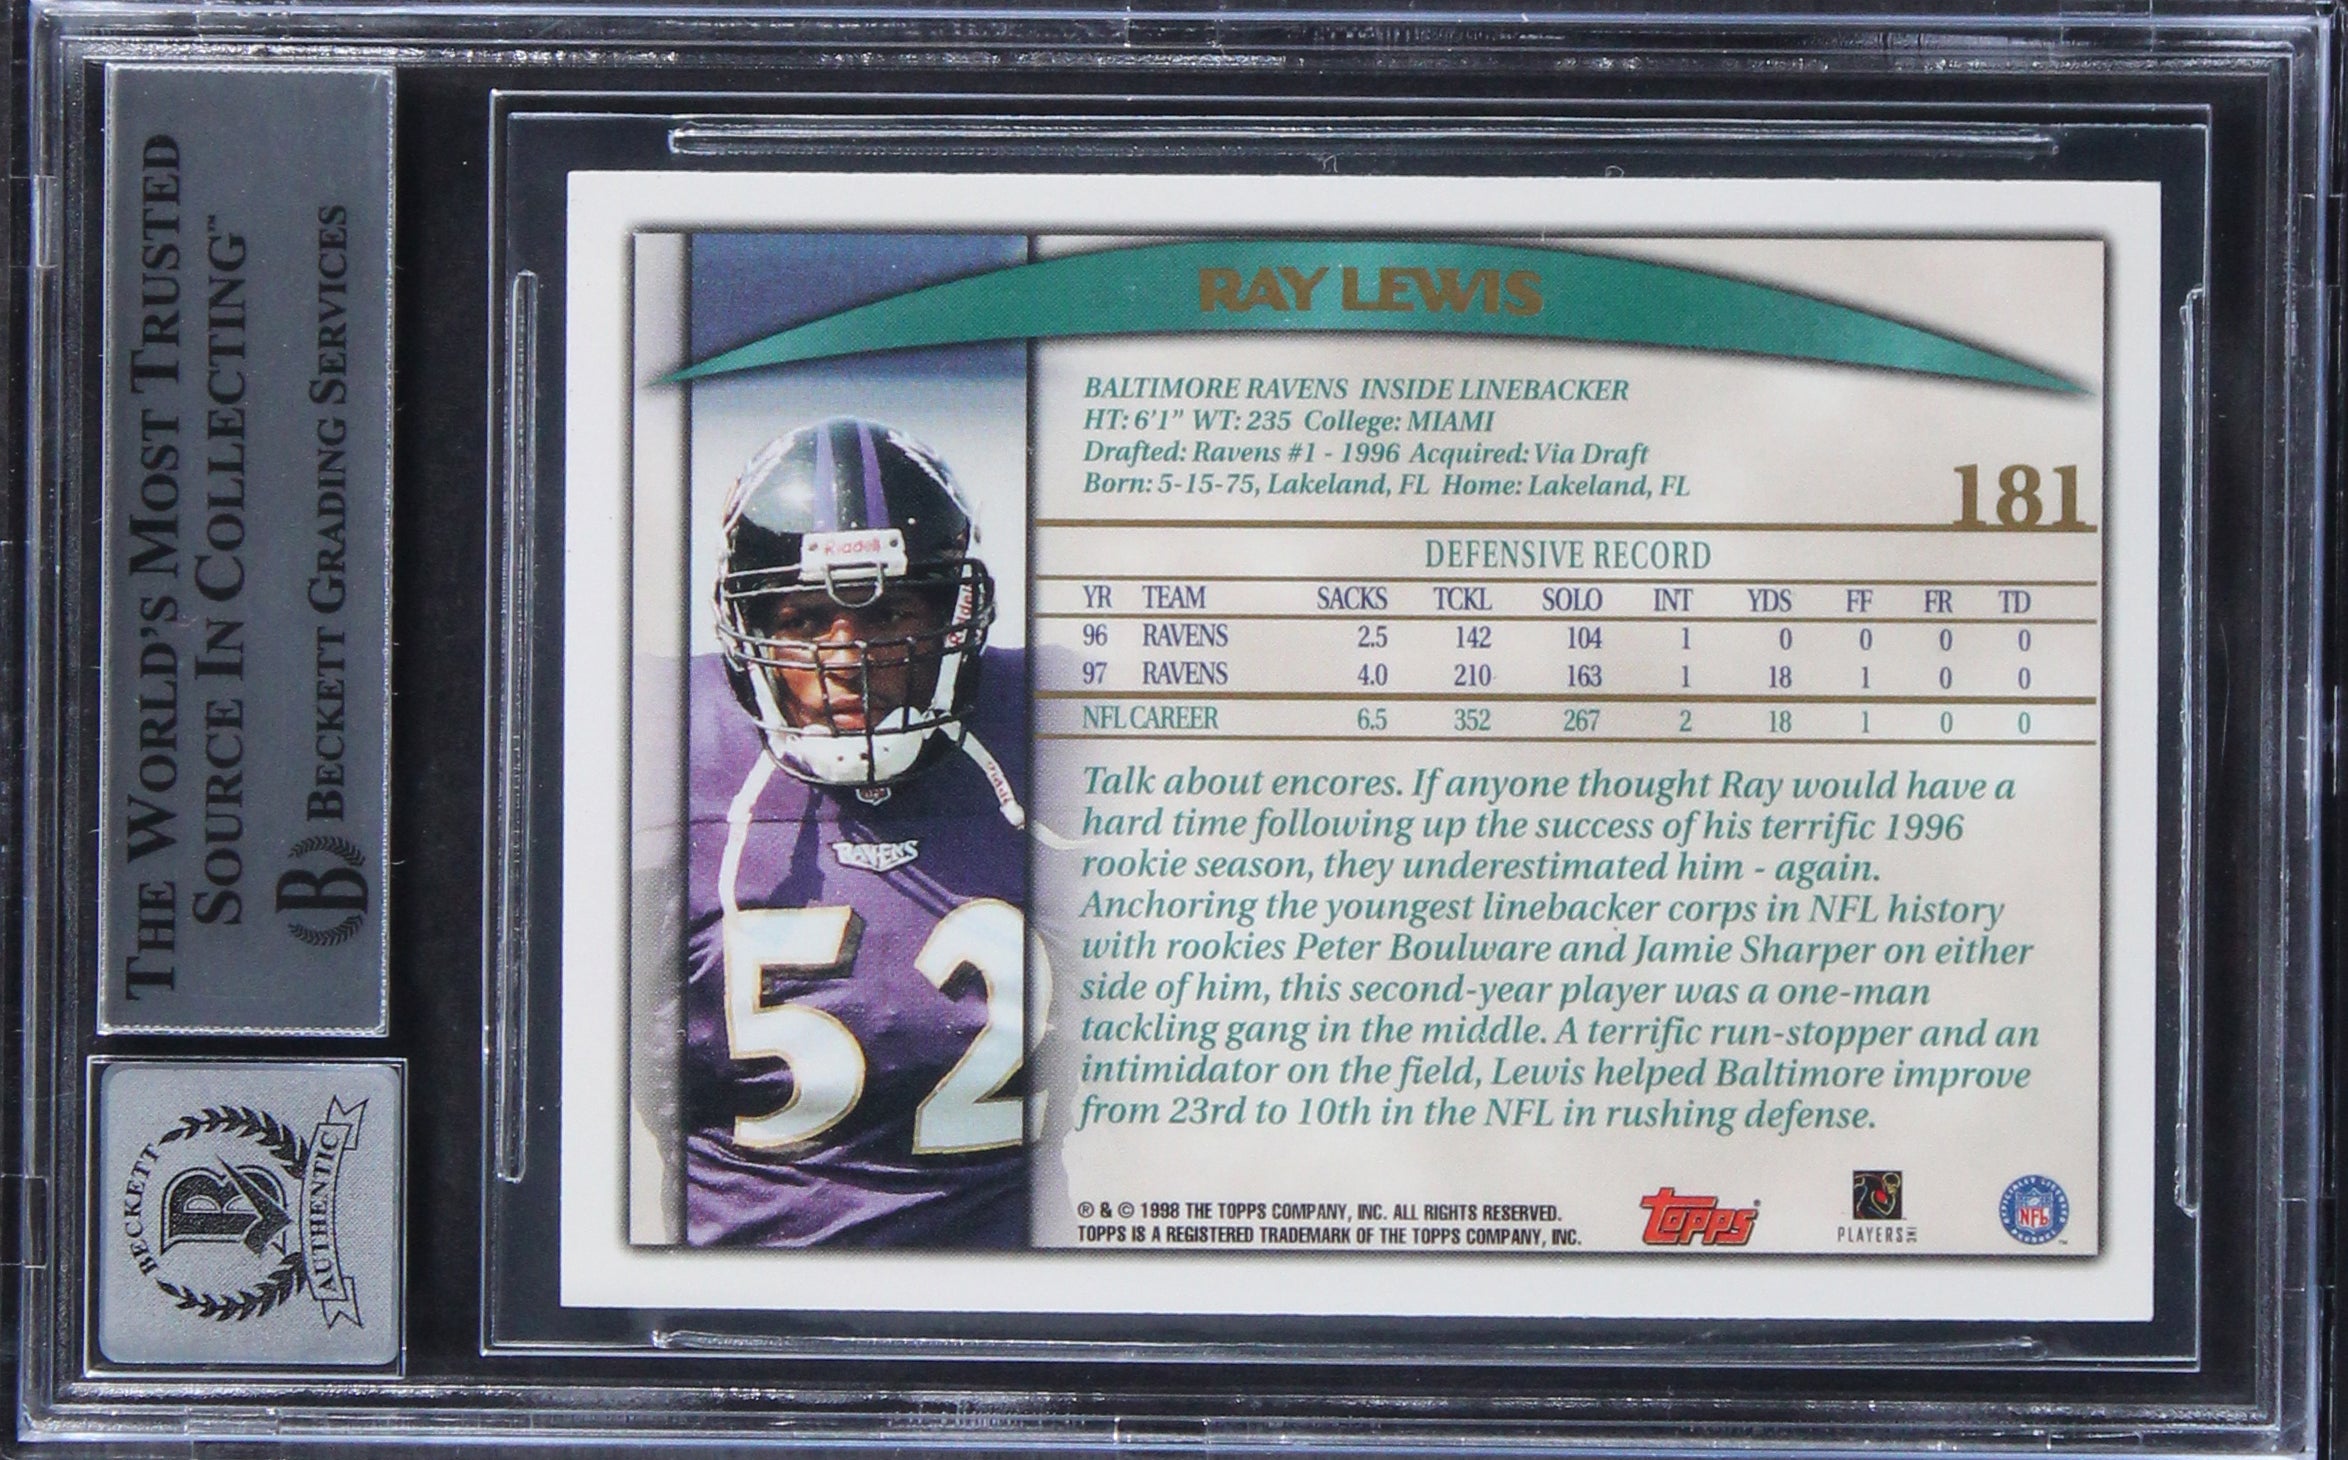 THE WORLD'S MOST TRUSTED
SOURCE IN COLLECTING™
B BECKETT GRADING SERVICES
BECKETT
B
AUTHENTIC
RAY LEWIS
BALTIMORE RAVENS INSIDE LINEBACKER
HT: 6'1" WT: 235 College: MIAMI
Drafted: Ravens #1 - 1996 Acquired: Via Draft
Born: 5-15-75, Lakeland, FL Home: Lakeland, FL
181
DEFENSIVE RECORD
YR TEAM SACKS TCKL SOLO INT YDS FF FR TD
96 RAVENS 2.5 142 104 1 0 0 0 0
97 RAVENS 4.0 210 163 1 18 1 0 0
NFL CAREER 6.5 352 267 2 18 1 0 0
Talk about encores. If anyone thought Ray would have a
hard time following up the success of his terrific 1996
rookie season, they underestimated him - again.
Anchoring the youngest linebacker corps in NFL history
with rookies Peter Boulware and Jamie Sharper on either
side of him, this second-year player was a one-man
tackling gang in the middle. A terrific run-stopper and an
intimidator on the field, Lewis helped Baltimore improve
from 23rd to 10th in the NFL in rushing defense.
® & © 1998 THE TOPPS COMPANY, INC. ALL RIGHTS RESERVED.
TOPPS IS A REGISTERED TRADEMARK OF THE TOPPS COMPANY, INC.
Topps
PLAYERS INC
NFL
Riddell
Riddell
RAVENS
52